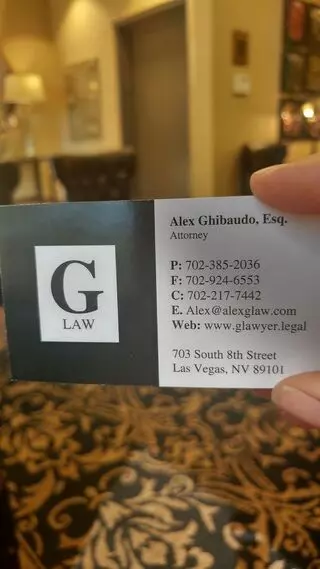 G
LAW
Alex Ghibaudo, Esq.
Attorney
P: 702-385-2036
F: 702-924-6553
C: 702-217-7442
E. Alex@alexglaw.com
Web: www.glawyer.legal
703 South 8th Street
Las Vegas, NV 89101